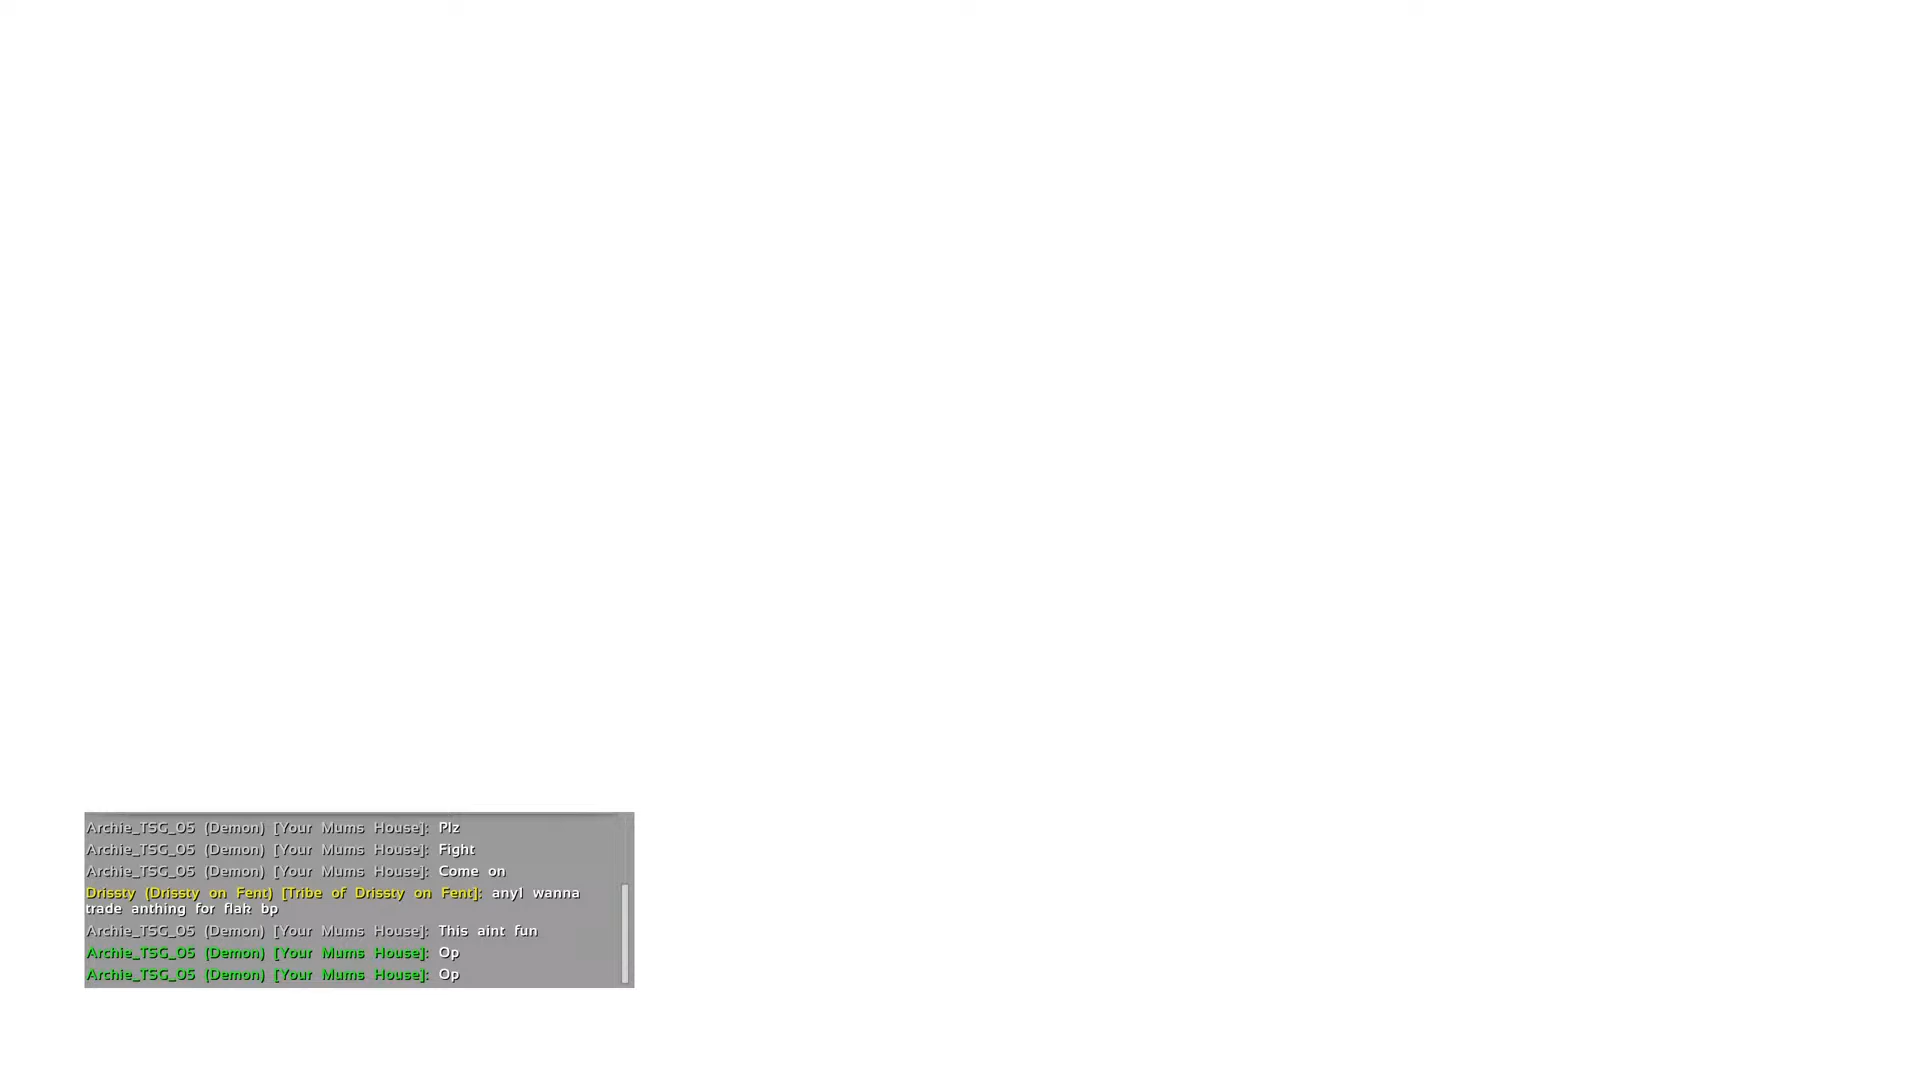 Archie_TSG_05 (Demon) [Your Mums House]: Plz
Archie_TSG_05 (Demon) [Your Mums House]: Fight
Archie_TSG_05 (Demon) [Your Mums House]: Come on
Drissty (Drissty on Fent) [Tribe of Drissty on Fent]: any1 wanna
trade anthing for flak bp
Archie_TSG_05 (Demon) [Your Mums House]: This aint fun
Archie_TSG_05 (Demon) [Your Mums House]: Op
Archie_TSG_05 (Demon) [Your Mums House]: Op